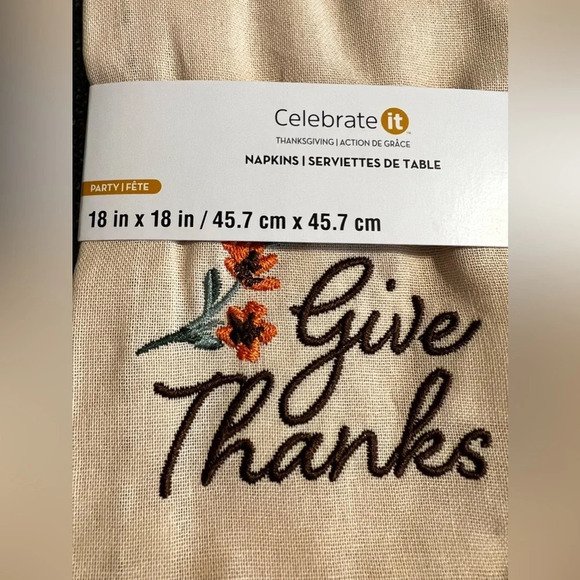 Celebrate it™
THANKSGIVING | ACTION DE GRÂCE
NAPKINS | SERVIETTES DE TABLE
PARTY | FÊTE
18 in x 18 in / 45.7 cm x 45.7 cm
Give
Thanks